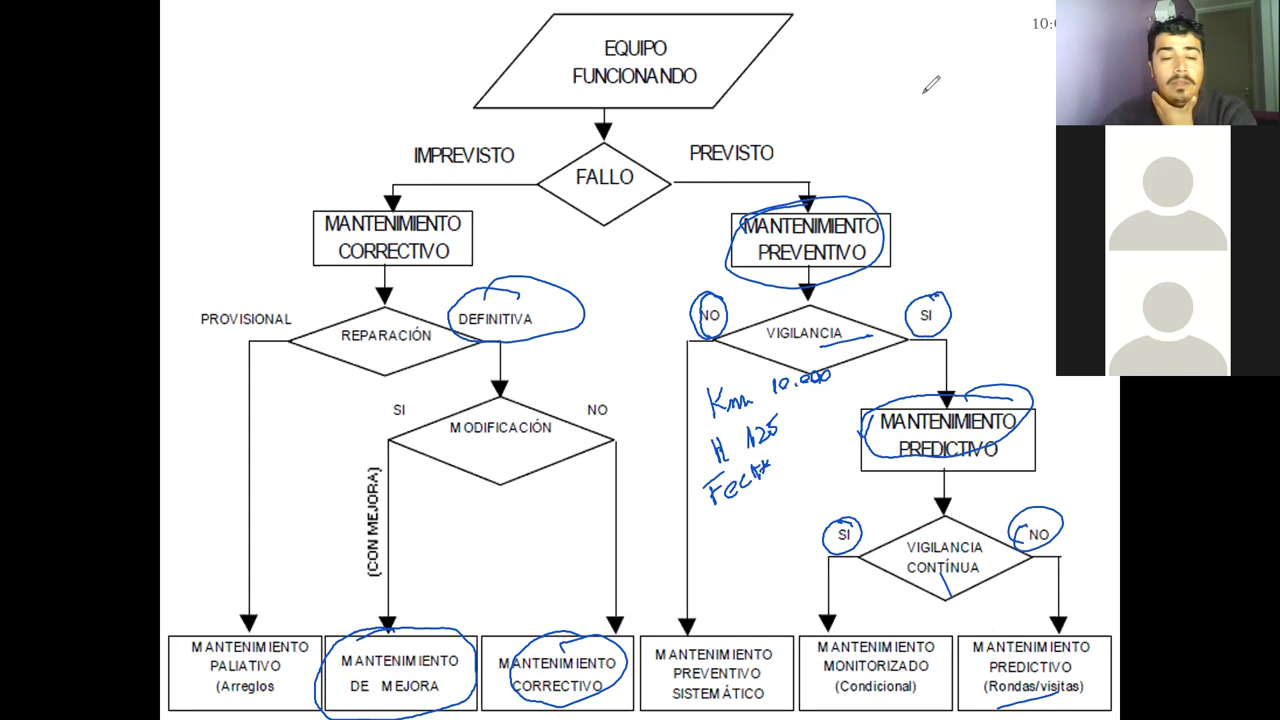 10:
EQUIPO
FUNCIONANDO
IMPREVISTO
PREVISTO
FALLO
MANTENIMIENTO
CORRECTIVO
MANTENIMIENTO
PREVENTIVO
PROVISIONAL
REPARACIÓN
DEFINITIVA
NO
VIGILANCIA
SI
Km 10.000
H 125
Fecha
SI
MODIFICACIÓN
NO
MANTENIMIENTO
PREDICTIVO
(CON MEJORA)
SI
VIGILANCIA
CONTÍNUA
NO
MANTENIMIENTO
PALIATIVO
(Arreglos
MANTENIMIENTO
DE MEJORA
MANTENIMIENTO
CORRECTIVO
MANTENIMIENTO
PREVENTIVO
SISTEMÁTICO
MANTENIMIENTO
MONITORIZADO
(Condicional)
MANTENIMIENTO
PREDICTIVO
(Rondas/visitas)